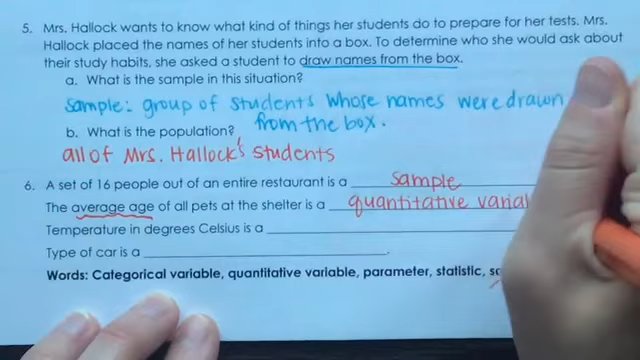 5. Mrs. Hallock wants to know what kind of things her students do to prepare for her tests. Mrs.
Hallock placed the names of her students into a box. To determine who she would ask about
their study habits, she asked a student to draw names from the box.
a. What is the sample in this situation?
sample: group of students whose names were drawn
from the box.
b. What is the population?
all of Mrs. Hallock's students
6. A set of 16 people out of an entire restaurant is a sample
The average age of all pets at the shelter is a quantitative
Temperature in degrees Celsius is a
Type of car is a .
Words: Categorical variable, quantitative variable, parameter, statistic,